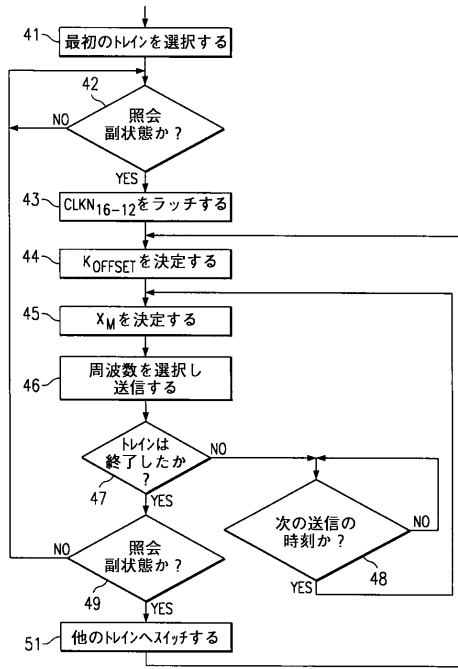 41
最初のトレインを選択する
42
NO
照会
副状態か?
YES
43
CLKN16-12をラッチする
44
KOFFSETを決定する
45
XMを決定する
46
周波数を選択し
送信する
トレインは
終了したか
?
NO
47
YES
次の送信の
時刻か?
NO
48
YES
NO
照会
副状態か?
49
YES
51
他のトレインへスイッチする